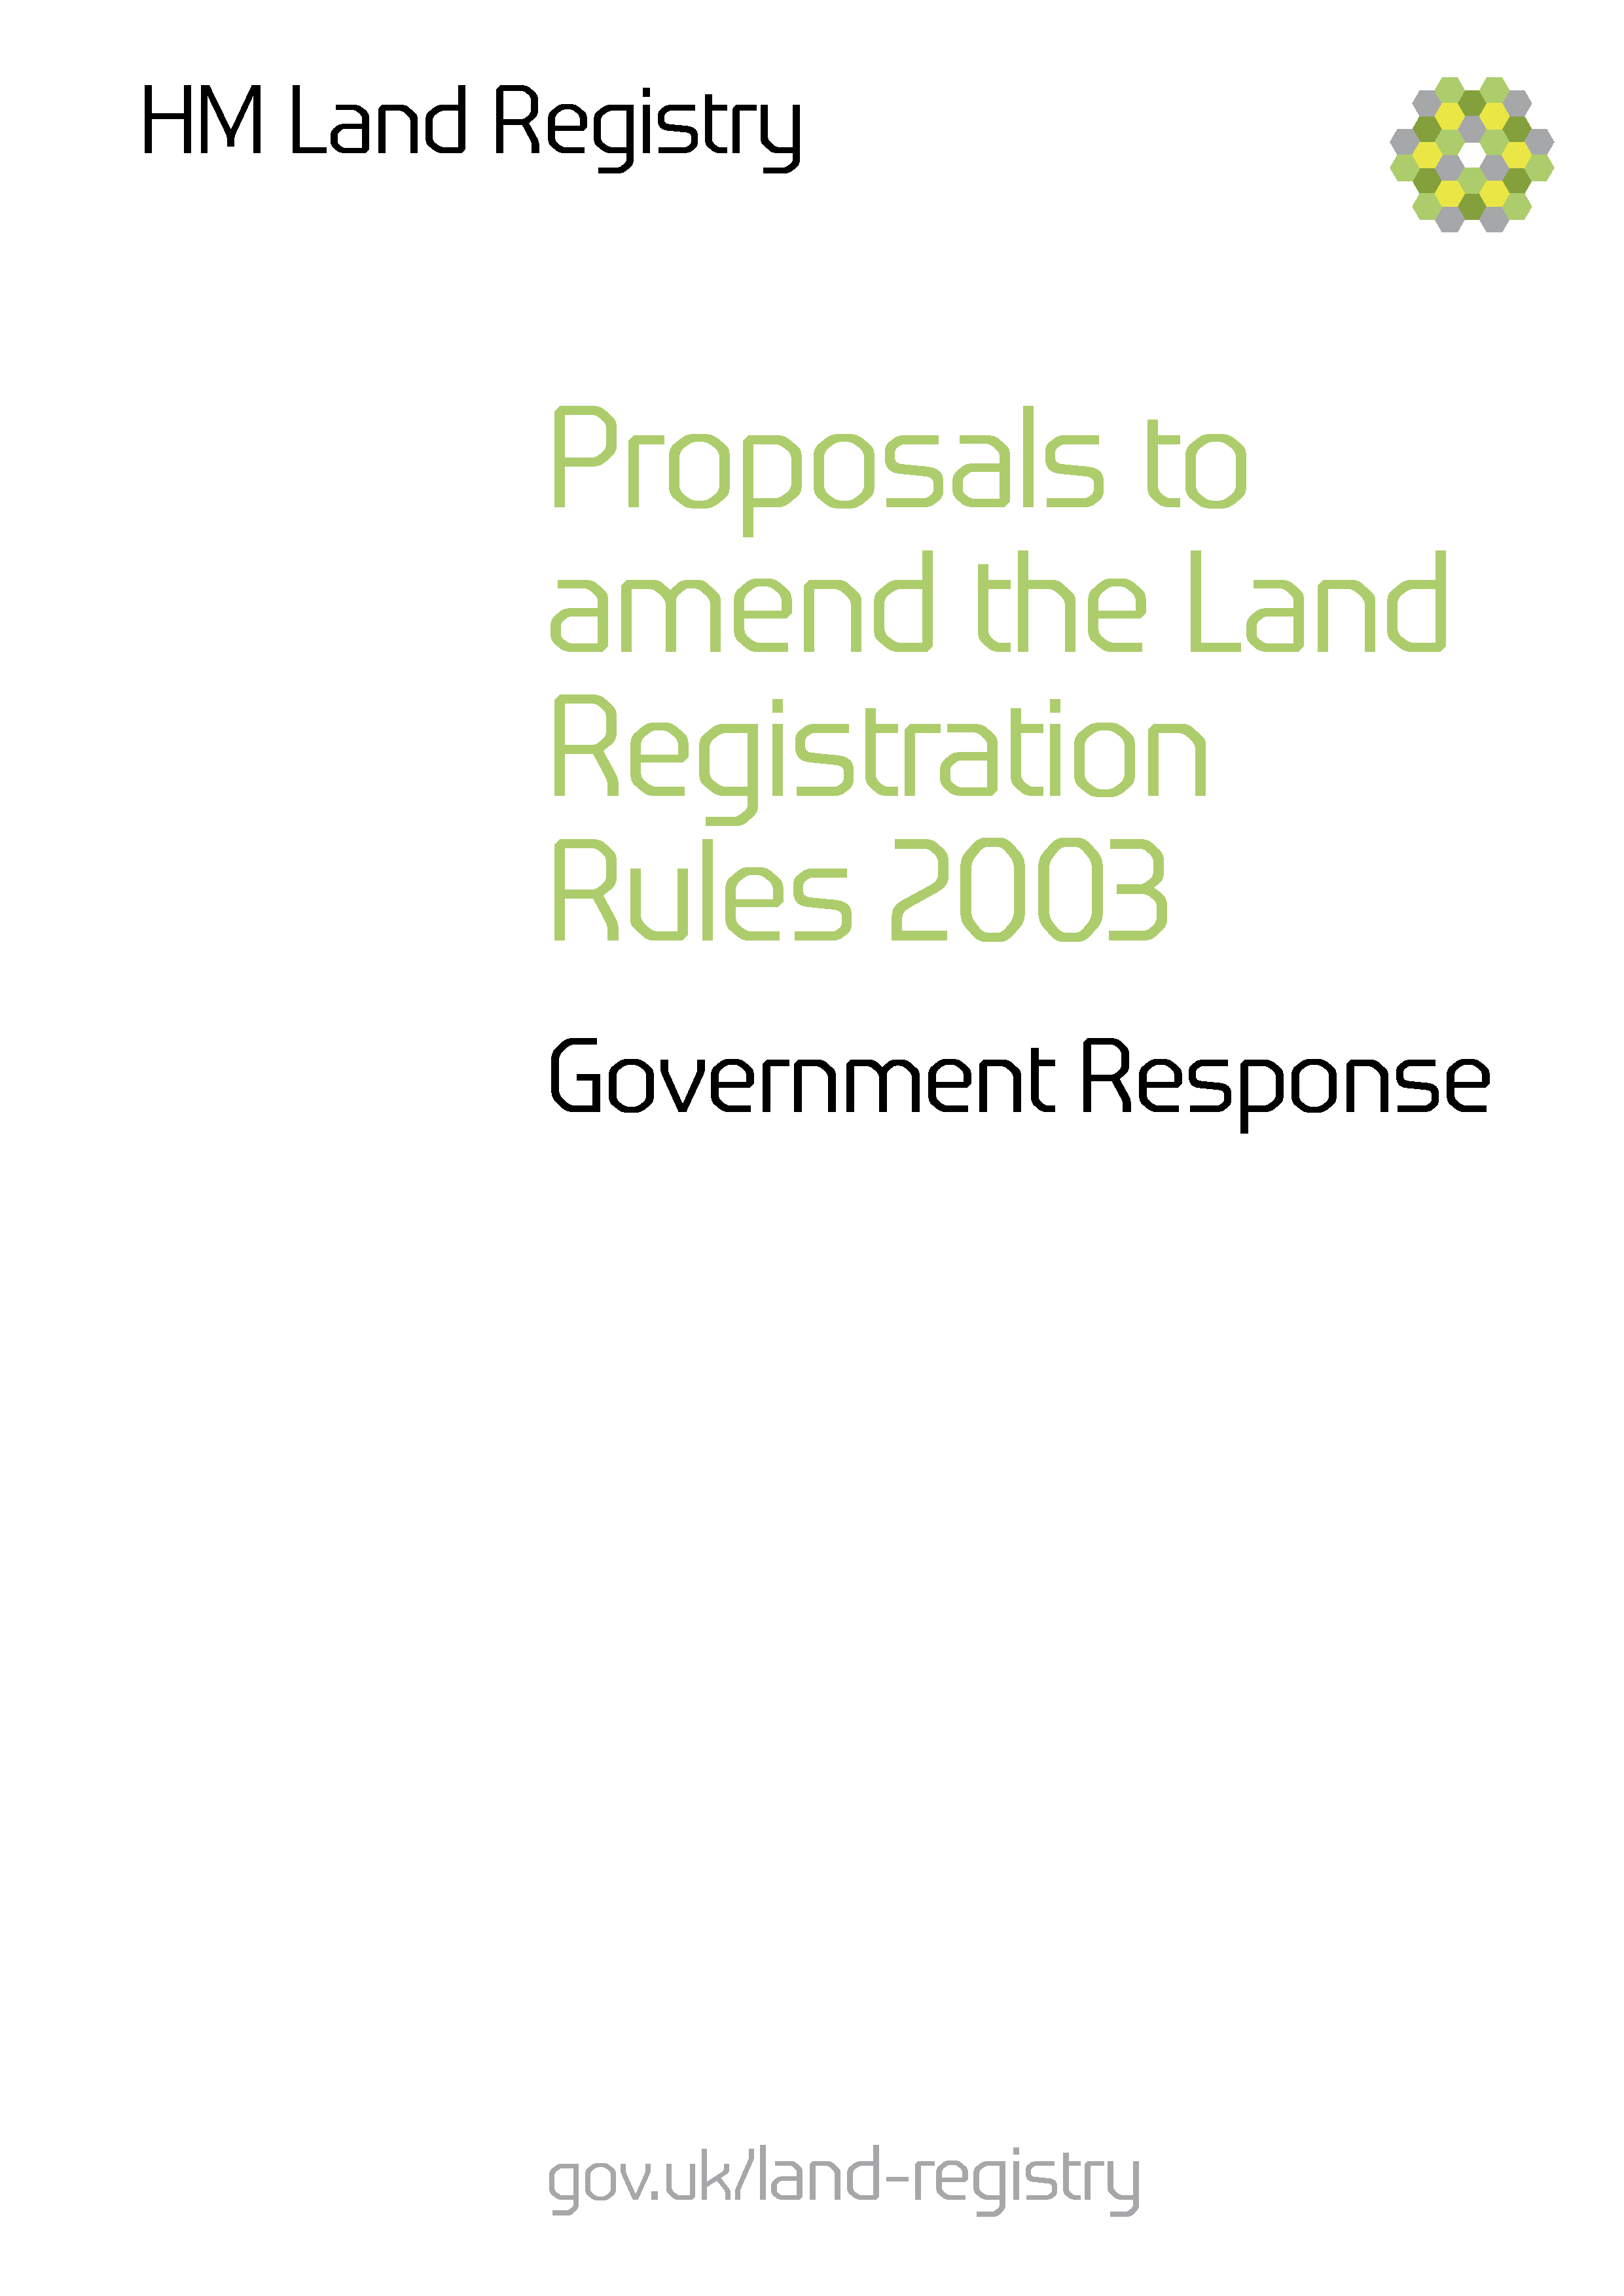 HM Land Registry
Proposals to
amend the Land
Registration
Rules 2003
Government Response
gov.uk/land-registry